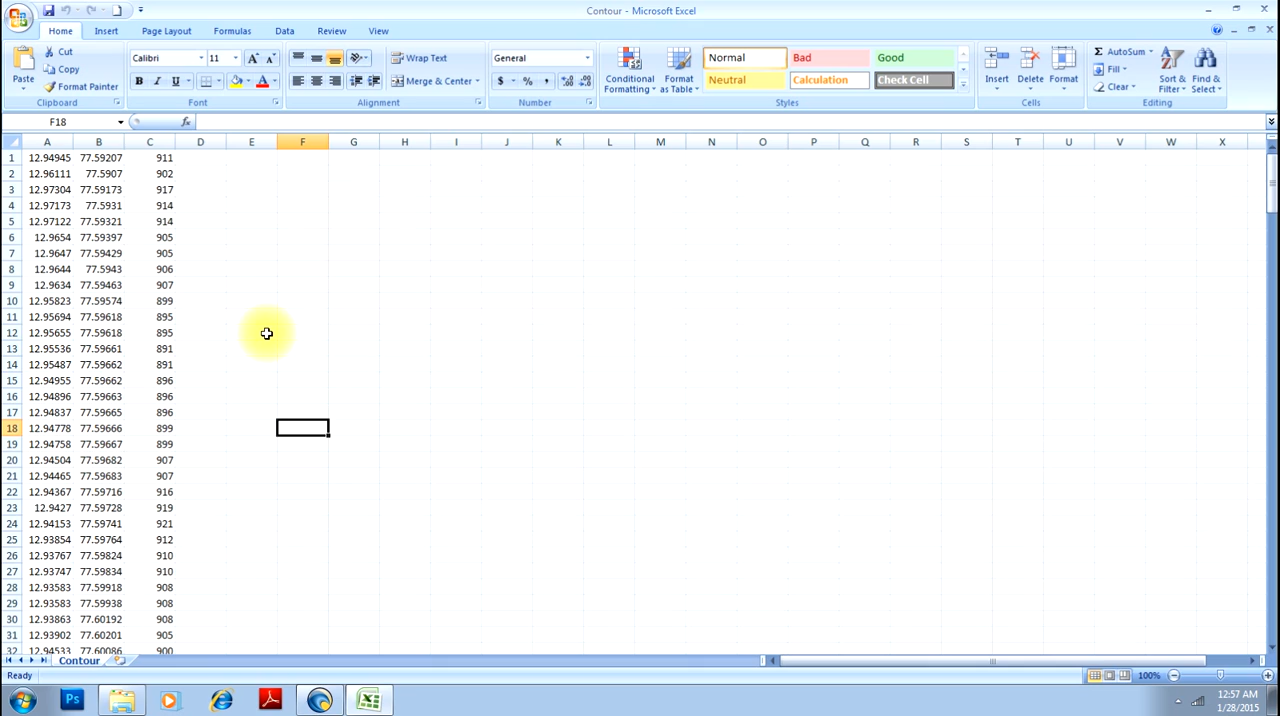 Contour - Microsoft Excel
Home Insert Page Layout Formulas Data Review View
Paste Cut Calibri 11 Wrap Text General Conditional Formatting Format as Table Normal Bad Good Insert Delete Format AutoSum Sort & Filter Find & Select
Copy Fill
Format Painter B I U A Merge & Center $ % , Neutral Calculation Check Cell Clear
Clipboard Font Alignment Number Styles Cells Editing
F18 fx
A B C D E F G H I J K L M N O P Q R S T U V W X
1 12.94945 77.59207 911
2 12.96111 77.5907 902
3 12.97304 77.59173 917
4 12.97173 77.5931 914
5 12.97122 77.59321 914
6 12.9654 77.59397 905
7 12.9647 77.59429 905
8 12.9644 77.5943 906
9 12.9634 77.59463 907
10 12.95823 77.59574 899
11 12.95694 77.59618 895
12 12.95655 77.59618 895
13 12.95536 77.59661 891
14 12.95487 77.59662 891
15 12.94955 77.59662 896
16 12.94896 77.59663 896
17 12.94837 77.59665 896
18 12.94778 77.59666 899
19 12.94758 77.59667 899
20 12.94504 77.59682 907
21 12.94465 77.59683 907
22 12.94367 77.59716 916
23 12.9427 77.59728 919
24 12.94153 77.59741 921
25 12.93854 77.59764 912
26 12.93767 77.59824 910
27 12.93747 77.59834 910
28 12.93583 77.59918 908
29 12.93583 77.59938 908
30 12.93863 77.60192 908
31 12.93902 77.60201 905
32 12.94533 77.60086 900
Contour
Ready 100%
Ps 12:57 AM
1/28/2015